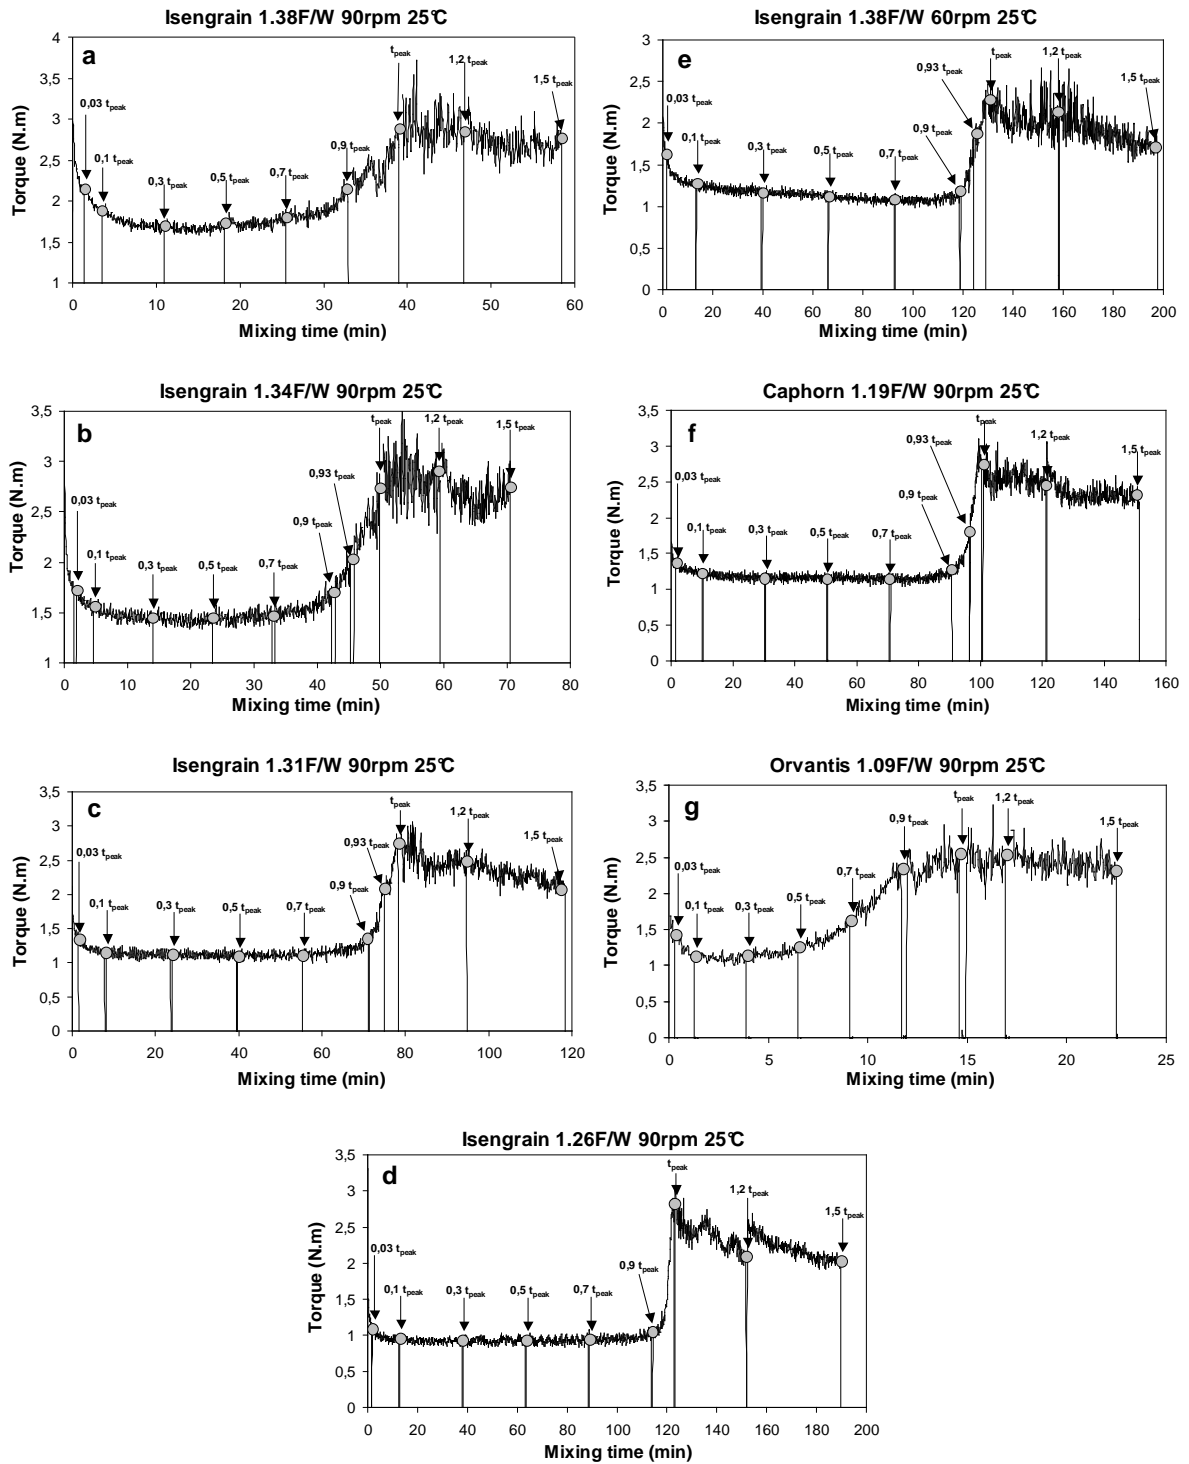 Isengrain 1.38F/W 90rpm 25°C
a
Torque (N.m)
4
3,5
3
2,5
2
1,5
1
0,03 tpeak
0,1 tpeak
0,3 tpeak
0,5 tpeak
0,7 tpeak
0,9 tpeak
tpeak
1,2 tpeak
1,5 tpeak
0 10 20 30 40 50 60
Mixing time (min)
Isengrain 1.38F/W 60rpm 25°C
e
Torque (N.m)
3
2,5
2
1,5
1
0,5
0
0,03 tpeak
0,1 tpeak
0,3 tpeak
0,5 tpeak
0,7 tpeak
0,9 tpeak
0,93 tpeak
tpeak
1,2 tpeak
1,5 tpeak
0 20 40 60 80 100 120 140 160 180 200
Mixing time (min)
Isengrain 1.34F/W 90rpm 25°C
b
Torque (N.m)
3,5
3
2,5
2
1,5
1
0,03 tpeak
0,1 tpeak
0,3 tpeak
0,5 tpeak
0,7 tpeak
0,9 tpeak
0,93 tpeak
tpeak
1,2 tpeak
1,5 tpeak
0 10 20 30 40 50 60 70 80
Mixing time (min)
Caphorn 1.19F/W 90rpm 25°C
f
Torque (N.m)
3,5
3
2,5
2
1,5
1
0,5
0
0,03 tpeak
0,1 tpeak
0,3 tpeak
0,5 tpeak
0,7 tpeak
0,9 tpeak
0,93 tpeak
tpeak
1,2 tpeak
1,5 tpeak
0 20 40 60 80 100 120 140 160
Mixing time (min)
Isengrain 1.31F/W 90rpm 25°C
c
Torque (N.m)
3,5
3
2,5
2
1,5
1
0,5
0
0,03 tpeak
0,1 tpeak
0,3 tpeak
0,5 tpeak
0,7 tpeak
0,9 tpeak
0,93 tpeak
tpeak
1,2 tpeak
1,5 tpeak
0 20 40 60 80 100 120
Mixing time (min)
Orvantis 1.09F/W 90rpm 25°C
g
Torque (N.m)
3,5
3
2,5
2
1,5
1
0,5
0
0,03 tpeak
0,1 tpeak
0,3 tpeak
0,5 tpeak
0,7 tpeak
0,9 tpeak
tpeak
1,2 tpeak
1,5 tpeak
0 5 10 15 20 25
Mixing time (min)
Isengrain 1.26F/W 90rpm 25°C
d
Torque (N.m)
3,5
3
2,5
2
1,5
1
0,5
0
0,03 tpeak
0,1 tpeak
0,3 tpeak
0,5 tpeak
0,7 tpeak
0,9 tpeak
tpeak
1,2 tpeak
1,5 tpeak
0 20 40 60 80 100 120 140 160 180 200
Mixing time (min)